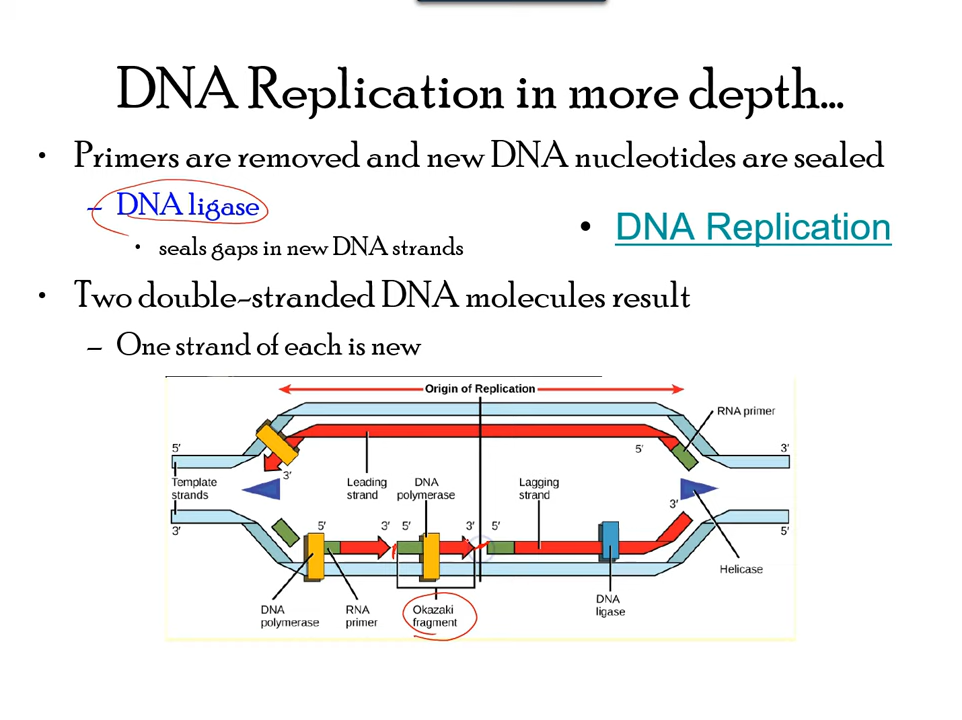 DNA Replication in more depth...
• Primers are removed and new DNA nucleotides are sealed
– DNA ligase
• seals gaps in new DNA strands
• DNA Replication
• Two double-stranded DNA molecules result
– One strand of each is new
Origin of Replication
RNA primer
5′
3′
5′
3′
Template
strands
Leading
strand
DNA
polymerase
Lagging
strand
3′
3′
5′
5′
3′
5′
3′
5′
Helicase
DNA
polymerase
RNA
primer
Okazaki
fragment
DNA
ligase